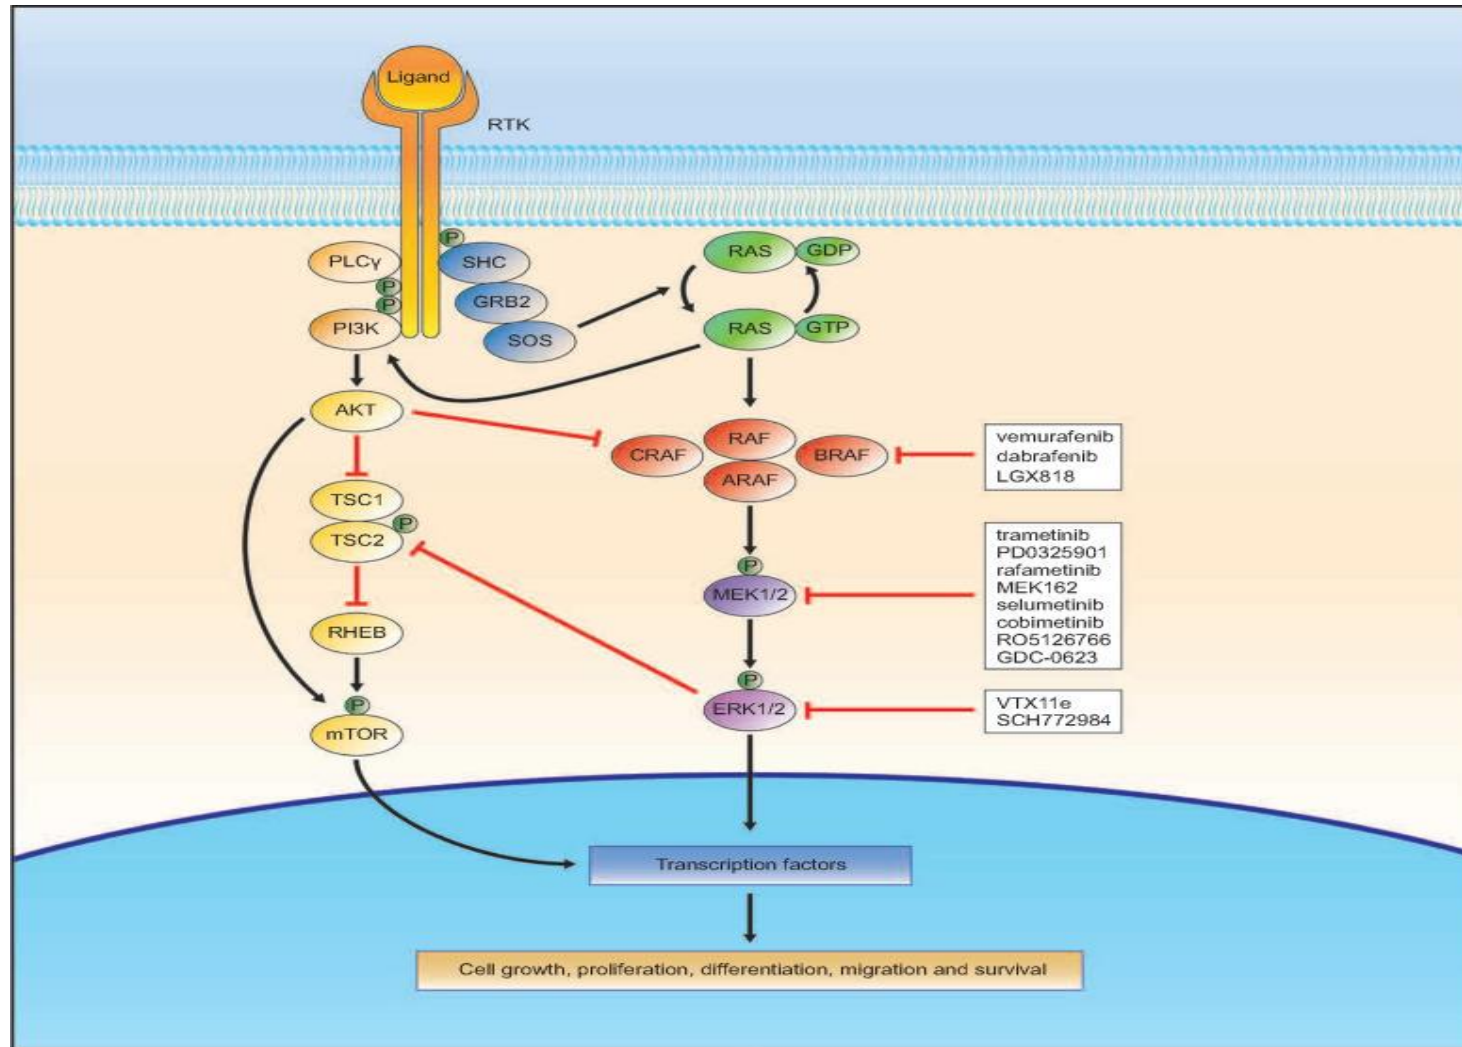 Ligand
RTK
P
PLCγ
SHC
RAS
GDP
P
GRB2
P
PI3K
SOS
RAS
GTP
AKT
RAF
CRAF
BRAF
ARAF
vemurafenib
dabrafenib
LGX818
TSC1
P
TSC2
P
MEK1/2
trametinib
PD0325901
rafametinib
MEK162
selumetinib
cobimetinib
RO5126766
GDC-0623
RHEB
P
P
ERK1/2
VTX11e
SCH772984
mTOR
Transcription factors
Cell growth, proliferation, differentiation, migration and survival